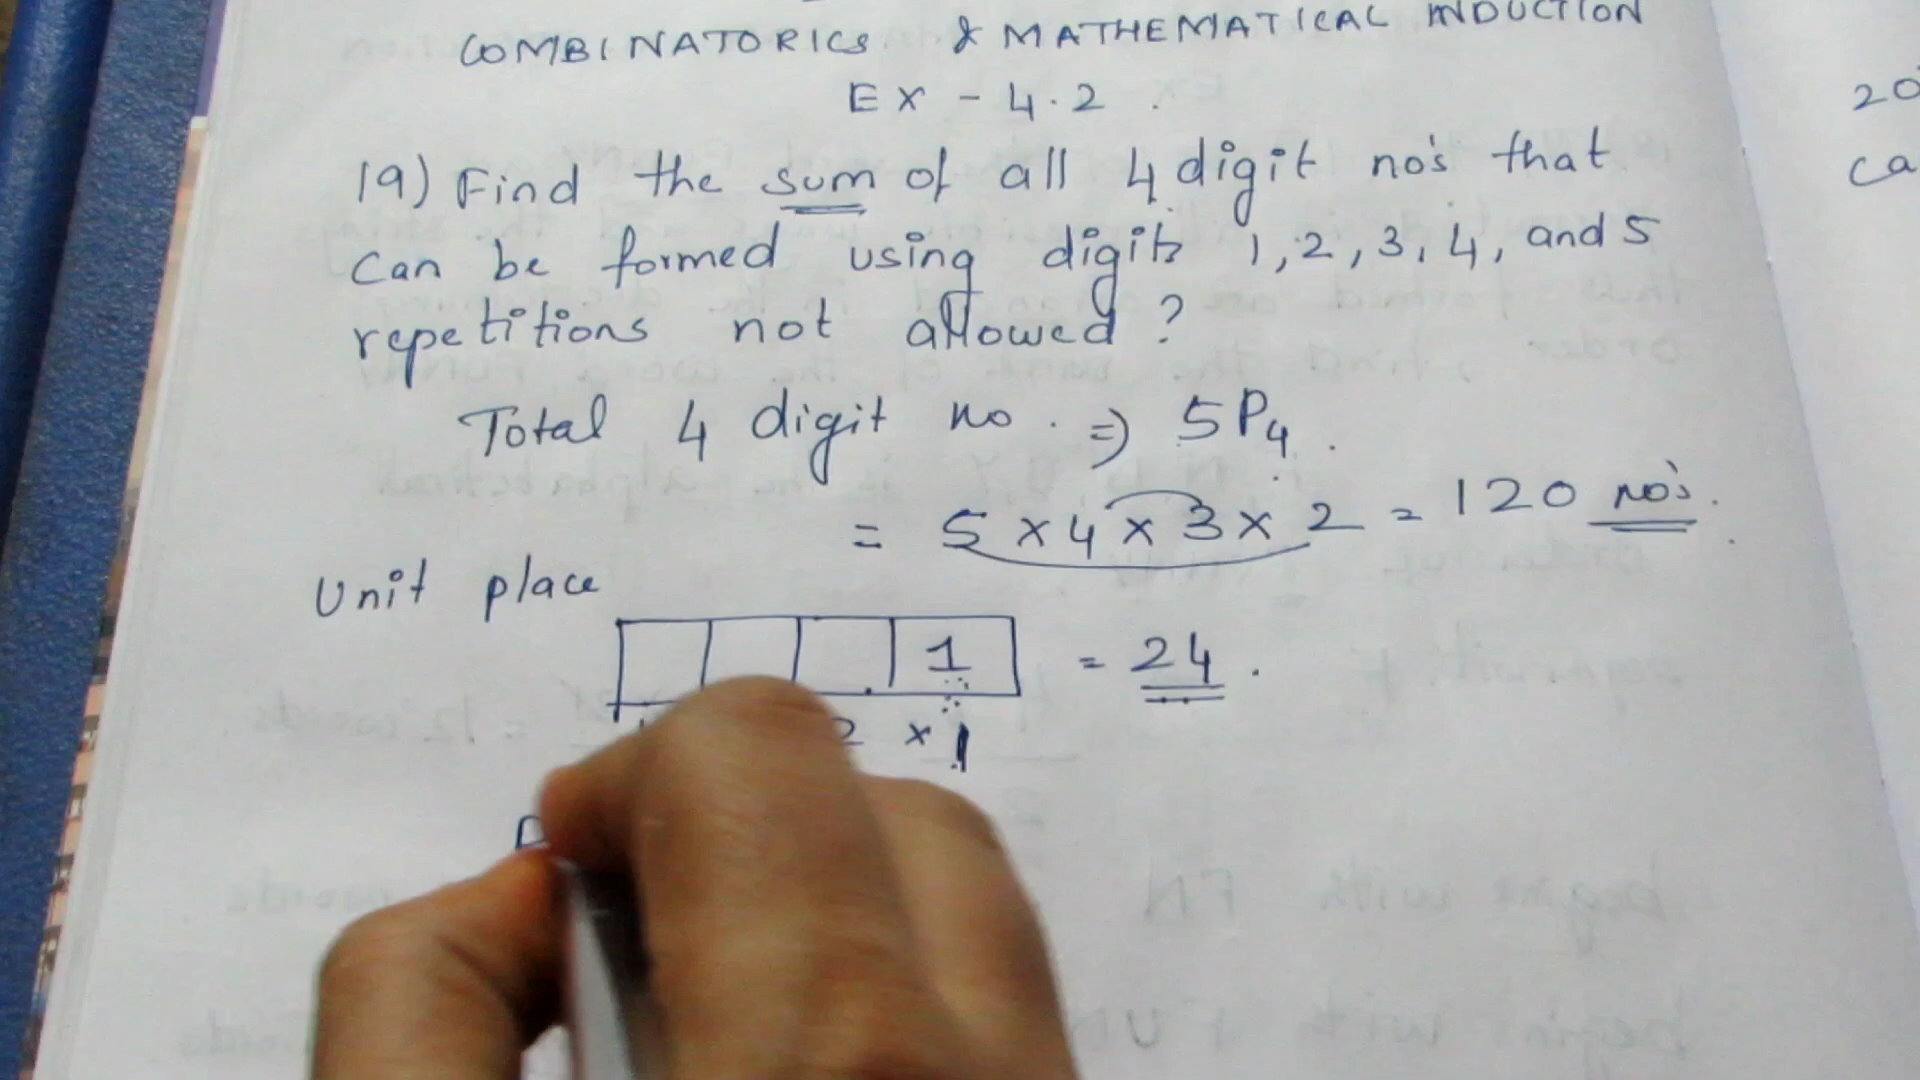 COMBINATORICS & MATHEMATICAL INDUCTION
EX - 4.2 .
19) Find the sum of all 4 digit no's that
can be formed using digits 1, 2, 3, 4, and 5
repetitions not allowed ?
Total 4 digit no . => 5P4 .
= 5 x 4 x 3 x 2 = 120 no's .
Unit place
1 = 24 .
2 x 1
20
ca